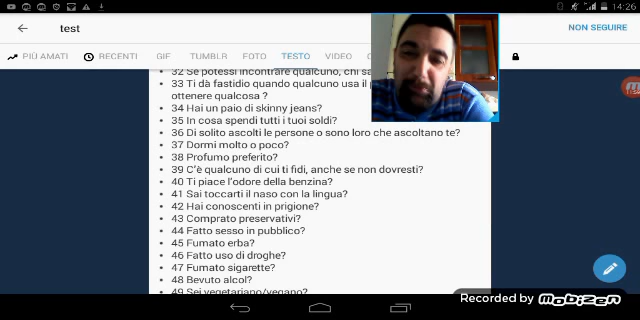 14:26
test
NON SEGUIRE
PIÙ AMATI
RECENTI
GIF
TUMBLR
FOTO
TESTO
VIDEO
32 Se potessi incontrare qualcuno, chi
33 Ti dà fastidio quando qualcuno usa il
ottenere qualcosa ?
34 Hai un paio di skinny jeans?
35 In cosa spendi tutti i tuoi soldi?
36 Di solito ascolti le persone o sono loro che ascoltano te?
37 Dormi molto o poco?
38 Profumo preferito?
39 C'è qualcuno di cui ti fidi, anche se non dovresti?
40 Ti piace l'odore della benzina?
41 Sai toccarti il naso con la lingua?
42 Hai conoscenti in prigione?
43 Comprato preservativi?
44 Fatto sesso in pubblico?
45 Fumato erba?
46 Fatto uso di droghe?
47 Fumato sigarette?
48 Bevuto alcol?
49 Sei vegetariano/vegano?
Recorded by Mobizen